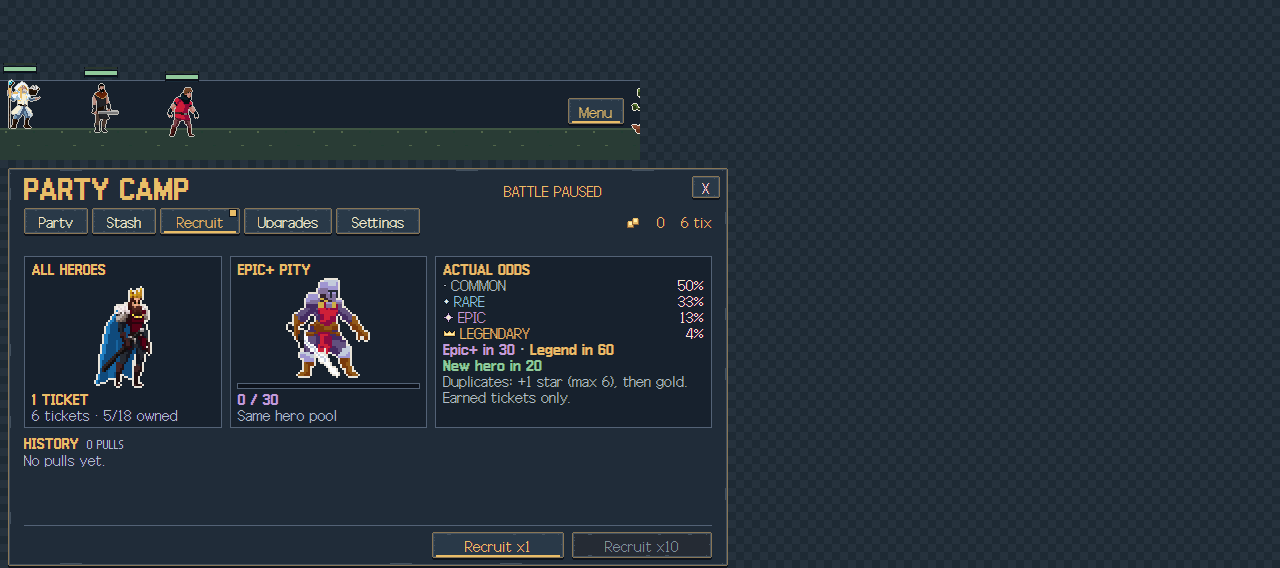 Menu
PARTY CAMP
BATTLE PAUSED
X
Party
Stash
Recruit
Upgrades
Settings
0
6 tix
ALL HEROES
1 TICKET
6 tickets · 5/18 owned
EPIC+ PITY
0 / 30
Same hero pool
ACTUAL ODDS
· COMMON 50%
RARE 33%
EPIC 13%
LEGENDARY 4%
Epic+ in 30 · Legend in 60
New hero in 20
Duplicates: +1 star (max 6), then gold.
Earned tickets only.
HISTORY 0 PULLS
No pulls yet.
Recruit x1
Recruit x10